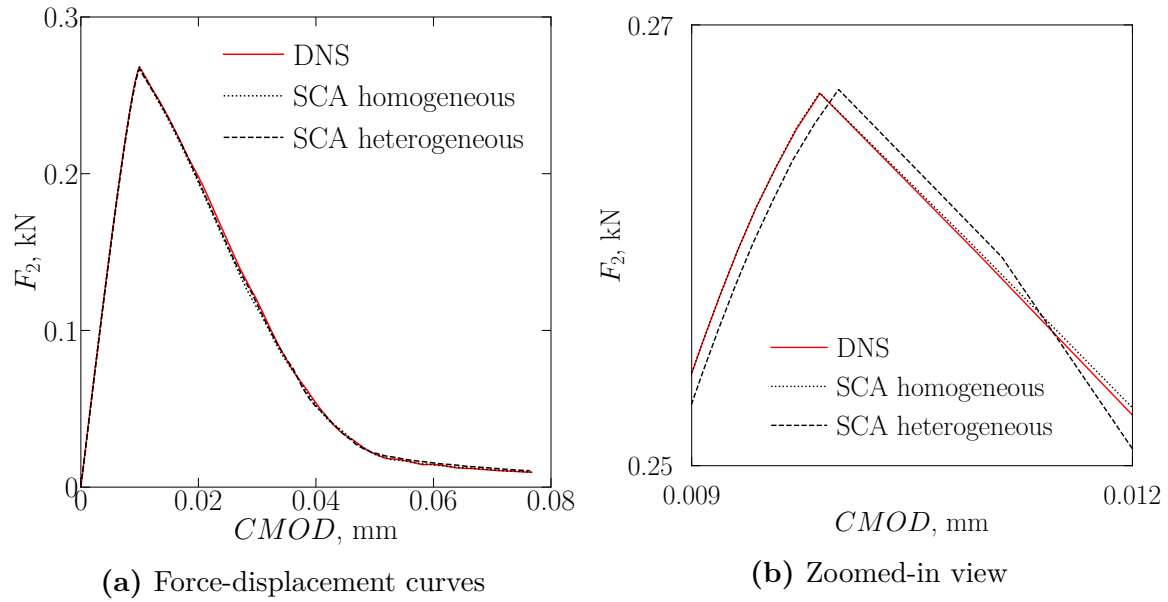 0.3
0.2
0.1
0
F₂, kN
DNS
SCA homogeneous
SCA heterogeneous
0
0.02
0.04
0.06
0.08
CMOD, mm
(a) Force-displacement curves
0.27
0.25
F₂, kN
DNS
SCA homogeneous
SCA heterogeneous
0.009
0.012
CMOD, mm
(b) Zoomed-in view